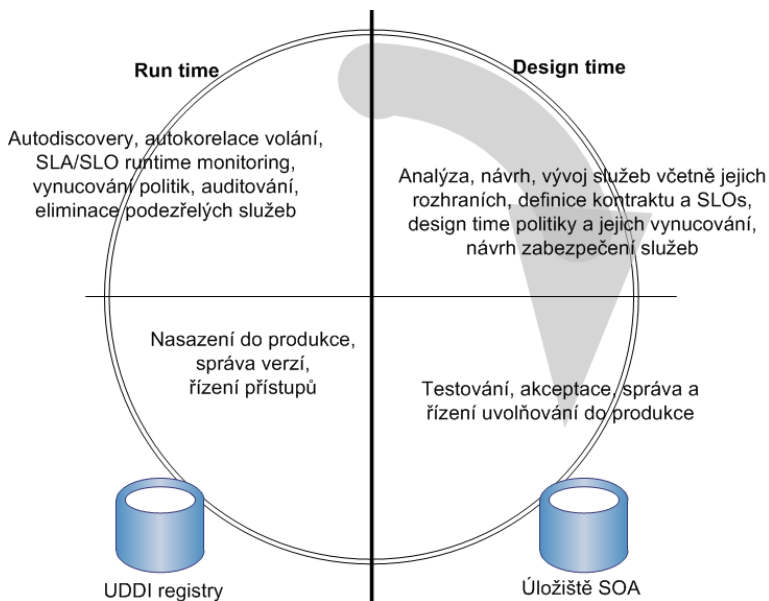 Run time
Design time
Autodiscovery, autokorelace volání,
SLA/SLO runtime monitoring,
vynucování politik, auditování,
eliminace podezřelých služeb
Analýza, návrh, vývoj služeb včetně jejich
rozhraních, definice kontraktu a SLOs,
design time politiky a jejich vynucování,
návrh zabezpečení služeb
Nasazení do produkce,
správa verzí,
řízení přístupů
Testování, akceptace, správa a
řízení uvolňování do produkce
UDDI registry
Úložiště SOA